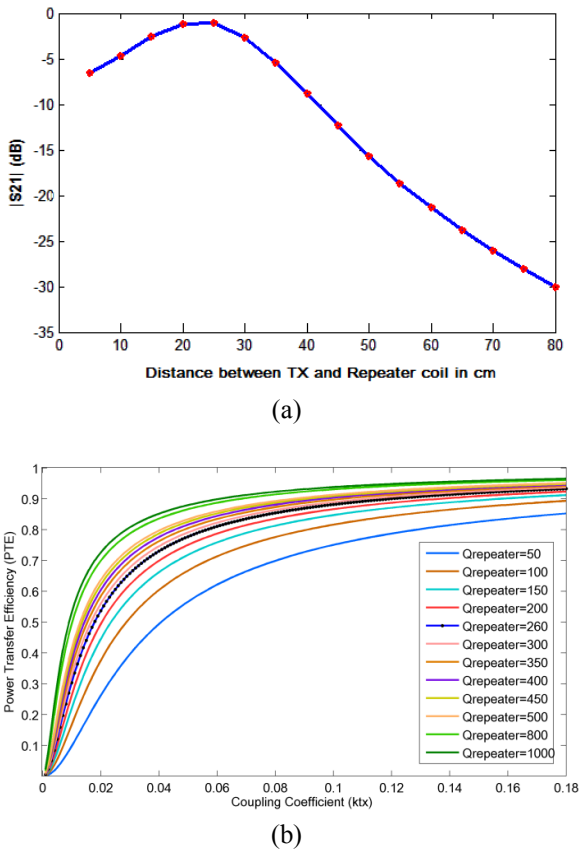 0
-5
-10
-15
-20
-25
-30
-35
|S21| (dB)
0 10 20 30 40 50 60 70 80
Distance between TX and Repeater coil in cm
(a)
1
0.9
0.8
0.7
0.6
0.5
0.4
0.3
0.2
0.1
Power Transfer Efficiency (PTE)
Qrepeater=50
Qrepeater=100
Qrepeater=150
Qrepeater=200
Qrepeater=260
Qrepeater=300
Qrepeater=350
Qrepeater=400
Qrepeater=450
Qrepeater=500
Qrepeater=800
Qrepeater=1000
0 0.02 0.04 0.06 0.08 0.1 0.12 0.14 0.16 0.18
Coupling Coefficient (ktx)
(b)